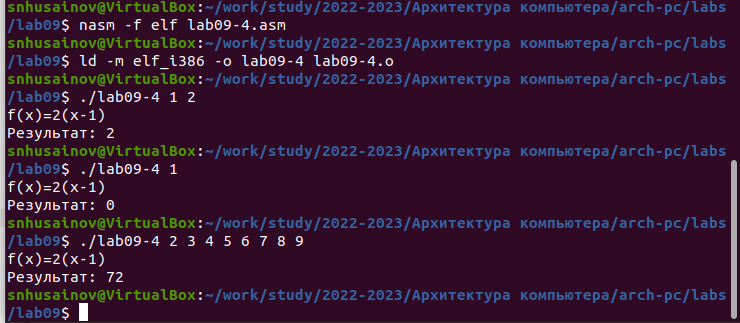 snhusainov@VirtualBox:~/work/study/2022-2023/Архитектура компьютера/arch-pc/labs
/lab09$ nasm -f elf lab09-4.asm
snhusainov@VirtualBox:~/work/study/2022-2023/Архитектура компьютера/arch-pc/labs
/lab09$ ld -m elf_i386 -o lab09-4 lab09-4.o
snhusainov@VirtualBox:~/work/study/2022-2023/Архитектура компьютера/arch-pc/labs
/lab09$ ./lab09-4 1 2
f(x)=2(x-1)
Результат: 2
snhusainov@VirtualBox:~/work/study/2022-2023/Архитектура компьютера/arch-pc/labs
/lab09$ ./lab09-4 1
f(x)=2(x-1)
Результат: 0
snhusainov@VirtualBox:~/work/study/2022-2023/Архитектура компьютера/arch-pc/labs
/lab09$ ./lab09-4 2 3 4 5 6 7 8 9
f(x)=2(x-1)
Результат: 72
snhusainov@VirtualBox:~/work/study/2022-2023/Архитектура компьютера/arch-pc/labs
/lab09$